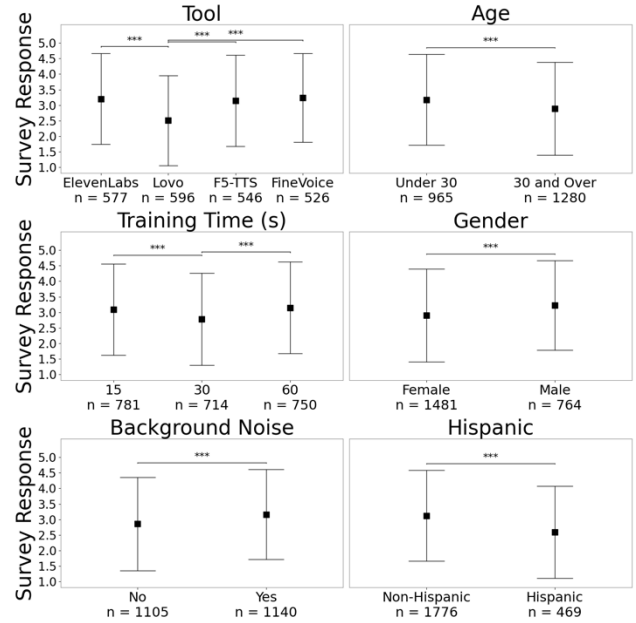 Tool
Age
Survey Response
5.0
4.5
4.0
3.5
3.0
2.5
2.0
1.5
1.0
***
***
***
***
ElevenLabs Lovo F5-TTS FineVoice
n = 577 n = 596 n = 546 n = 526
Under 30 30 and Over
n = 965 n = 1280
Training Time (s)
Gender
Survey Response
5.0
4.5
4.0
3.5
3.0
2.5
2.0
1.5
1.0
***
***
***
15 30 60
n = 781 n = 714 n = 750
Female Male
n = 1481 n = 764
Background Noise
Hispanic
Survey Response
5.0
4.5
4.0
3.5
3.0
2.5
2.0
1.5
1.0
***
***
No Yes
n = 1105 n = 1140
Non-Hispanic Hispanic
n = 1776 n = 469